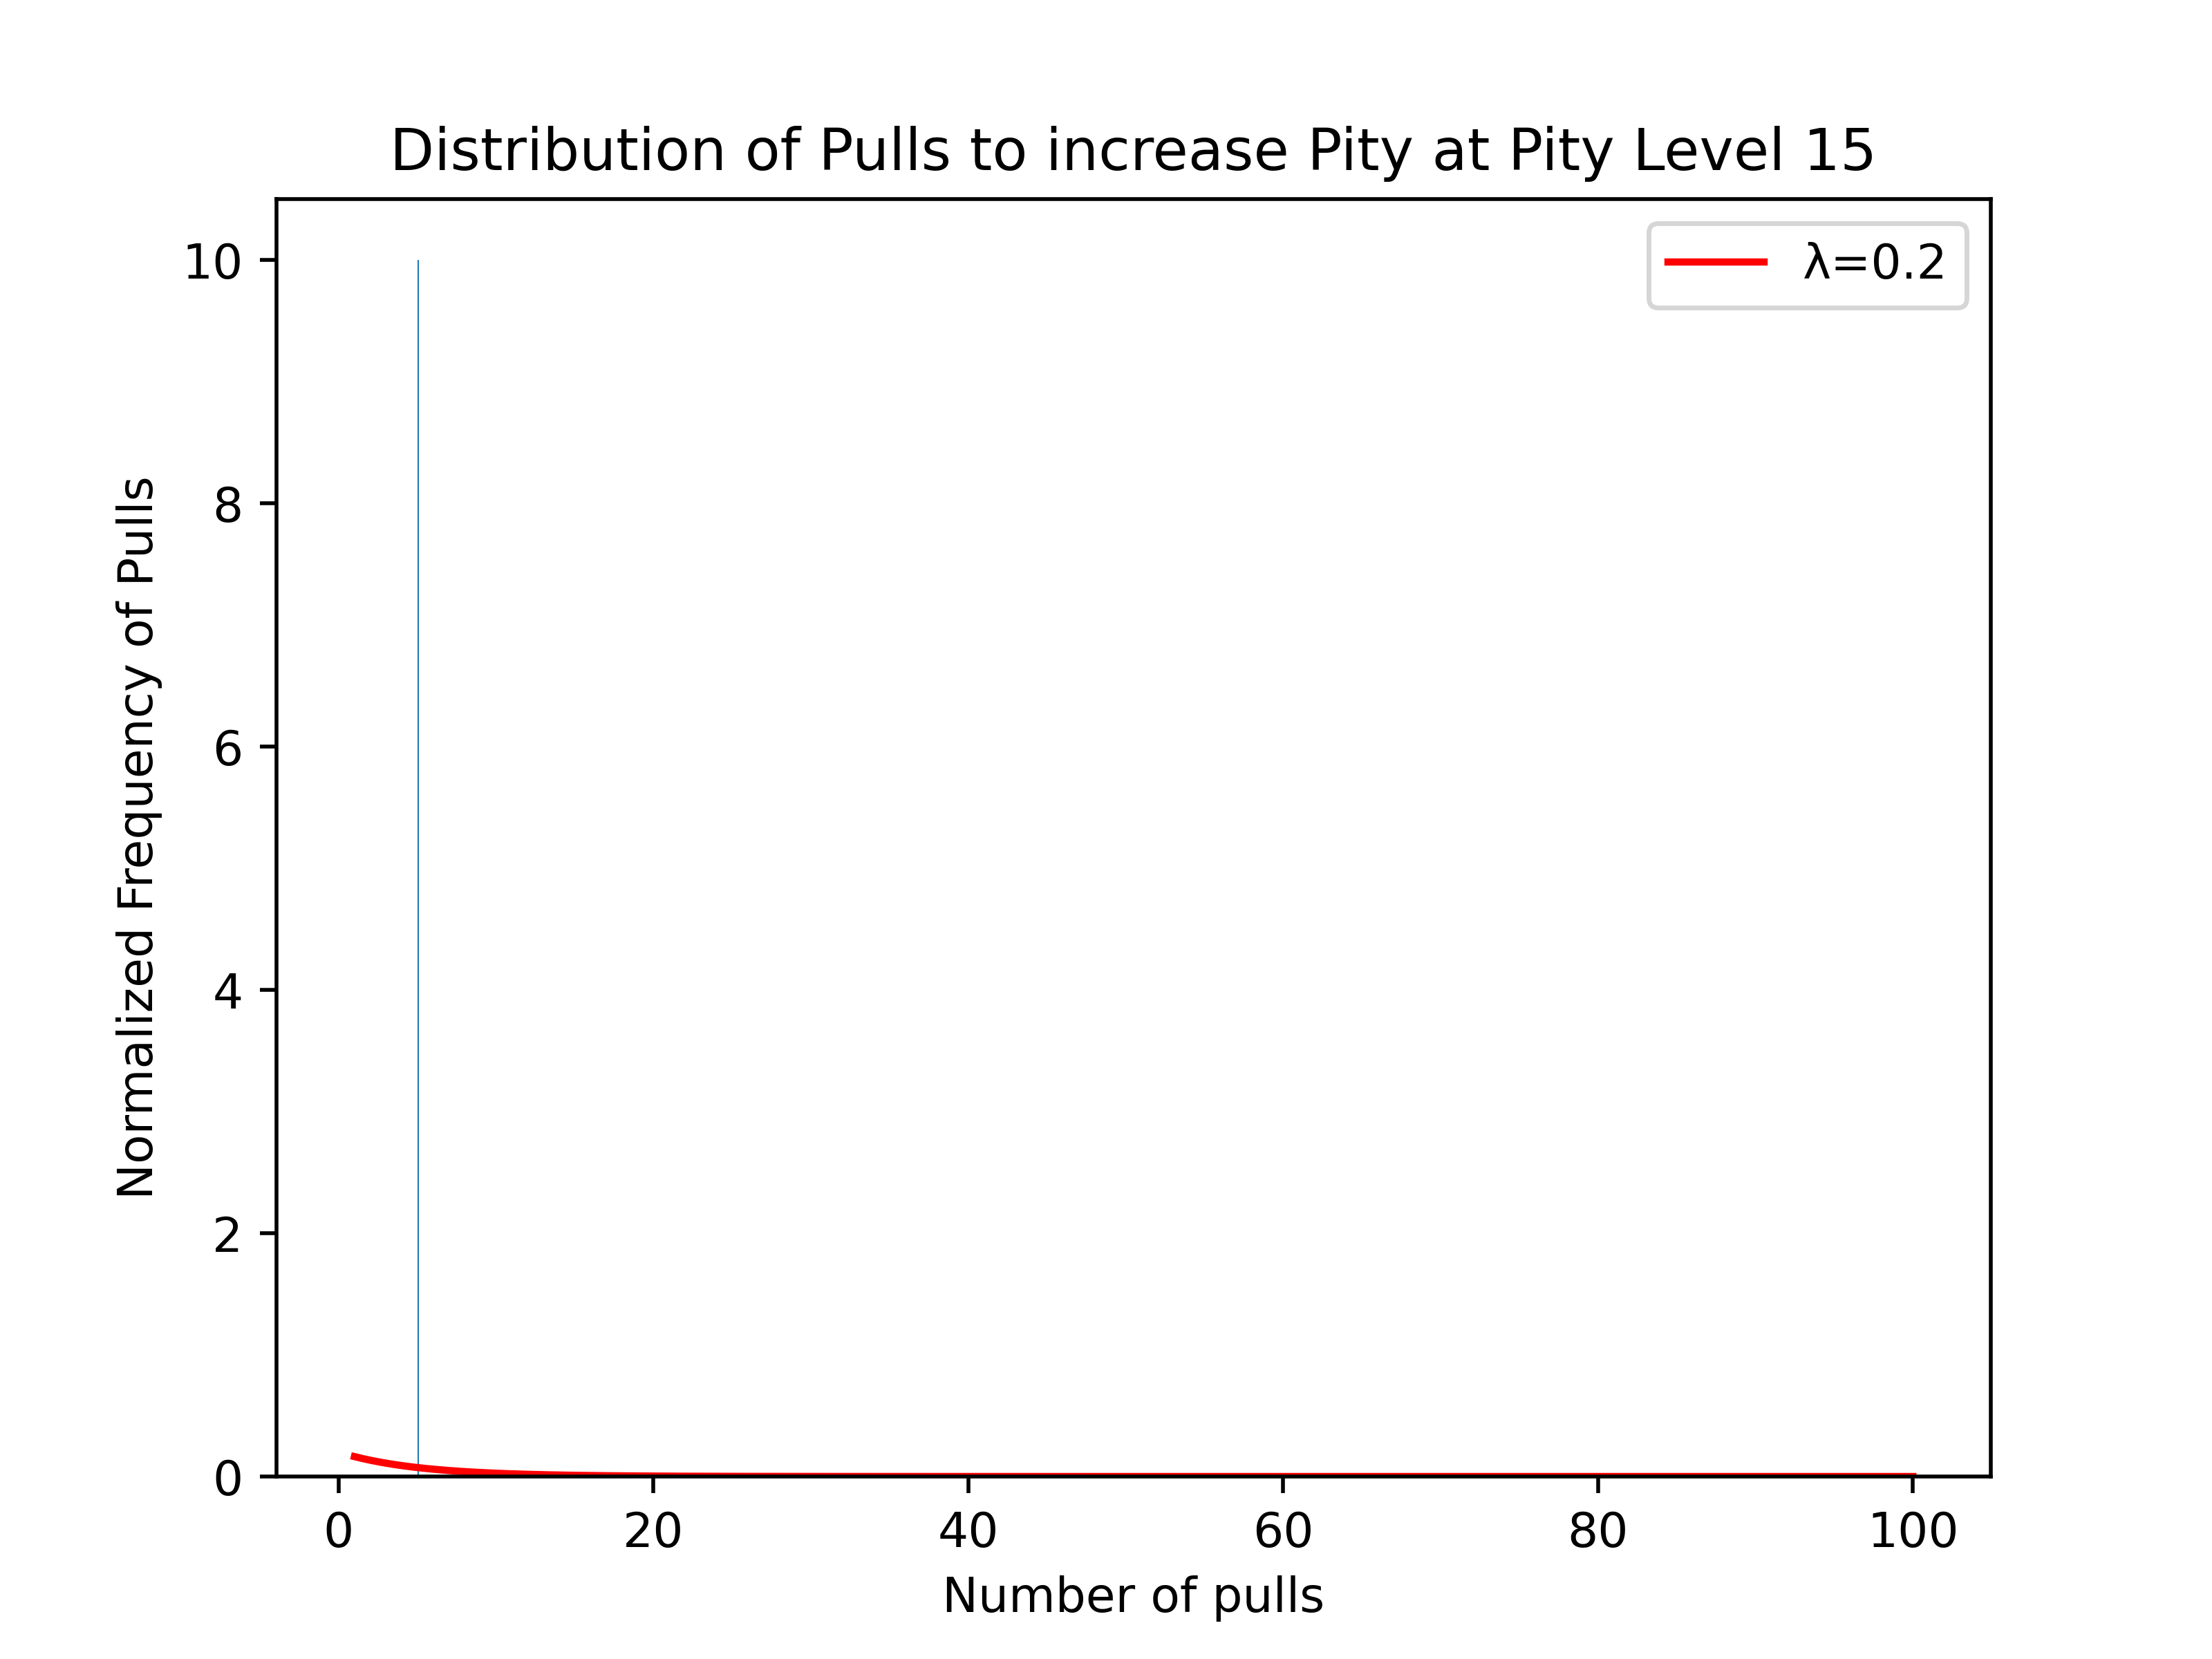 Distribution of Pulls to increase Pity at Pity Level 15
λ=0.2
Normalized Frequency of Pulls
10
8
6
4
2
0
0 20 40 60 80 100
Number of pulls